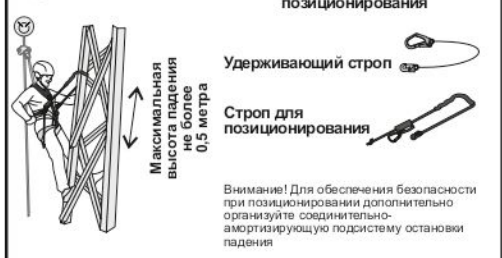 позиционирования
Удерживающий строп
Строп для
позиционирования
Максимальная
высота падения
не более
0,5 метра
Внимание! Для обеспечения безопасности
при позиционировании дополнительно
организуйте соединительно-
амортизирующую подсистему остановки
падения